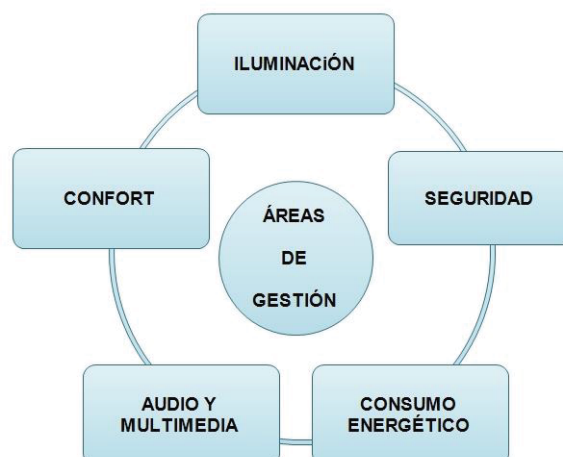 ILUMINACiÓN
CONFORT
SEGURIDAD
ÁREAS
DE
GESTIÓN
AUDIO Y
MULTIMEDIA
CONSUMO
ENERGÉTICO